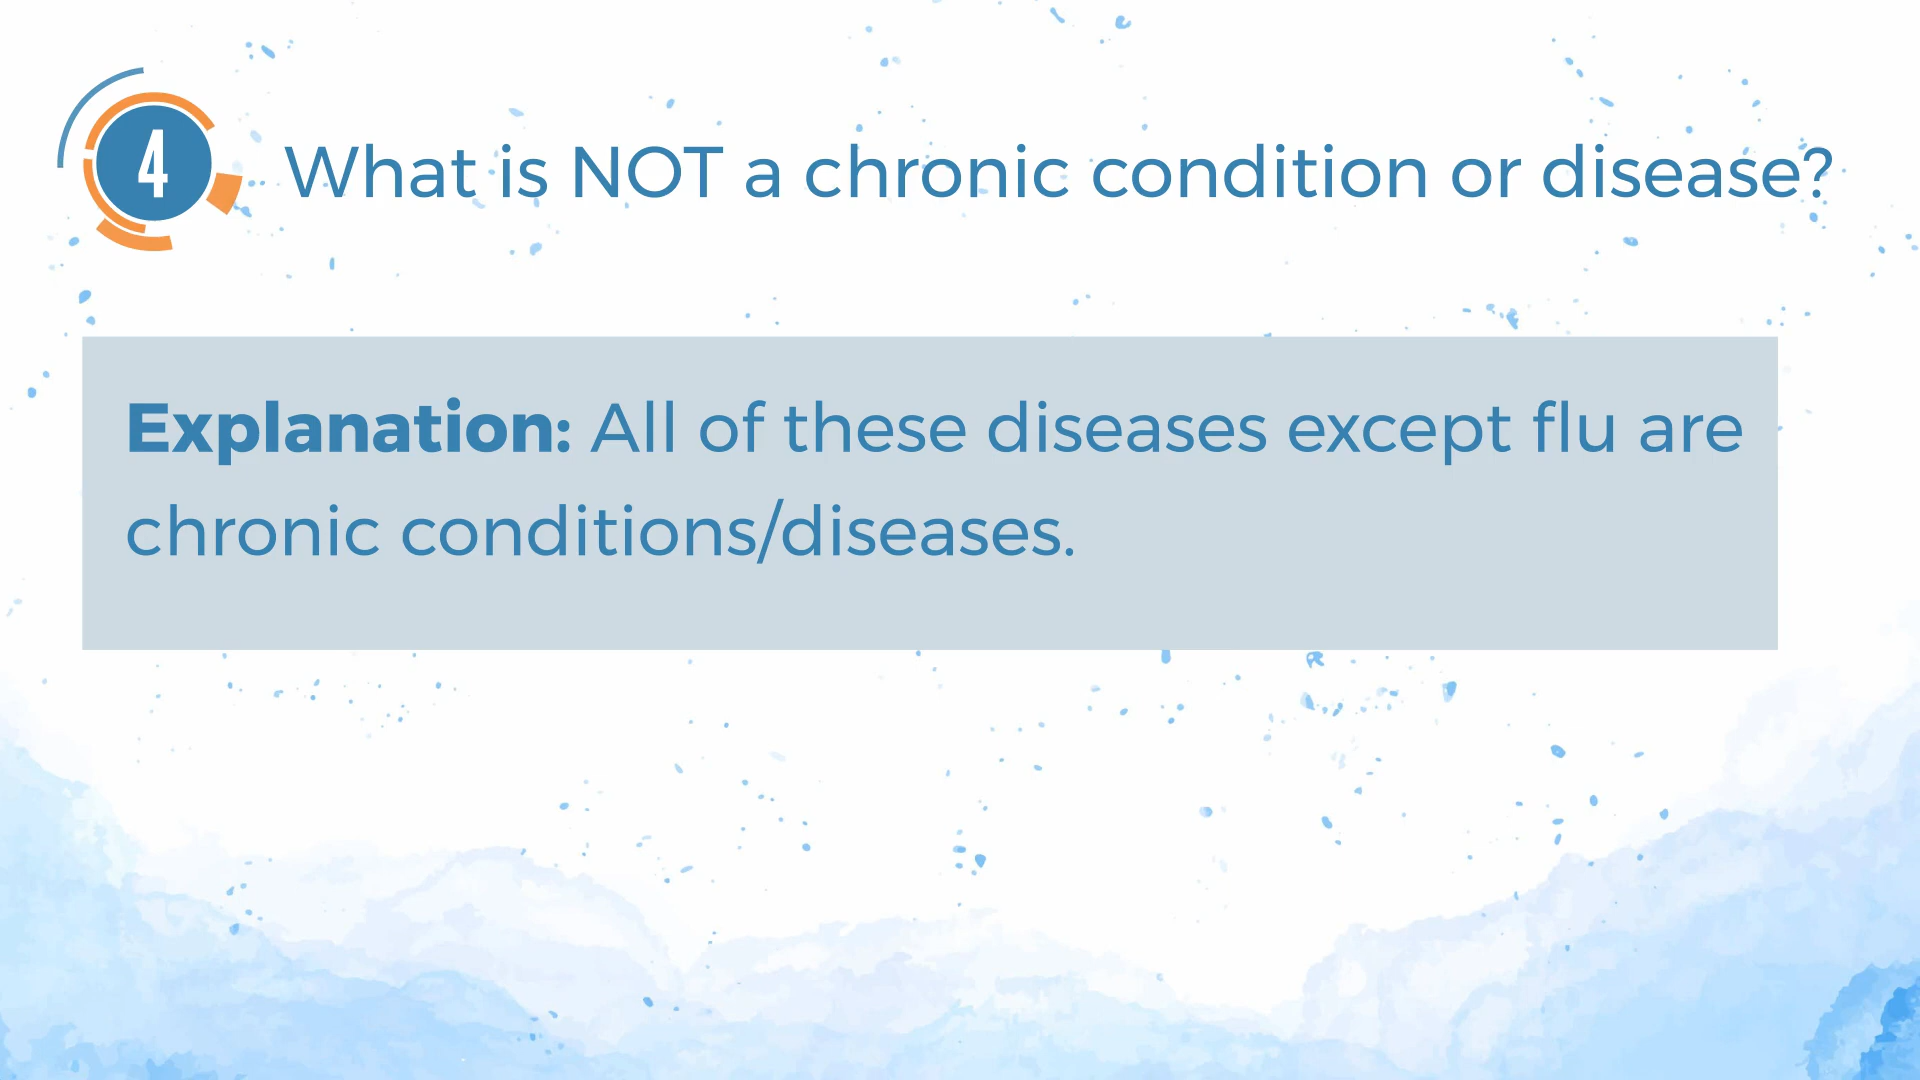 4
What is NOT a chronic condition or disease?
Explanation: All of these diseases except flu are
chronic conditions/diseases.